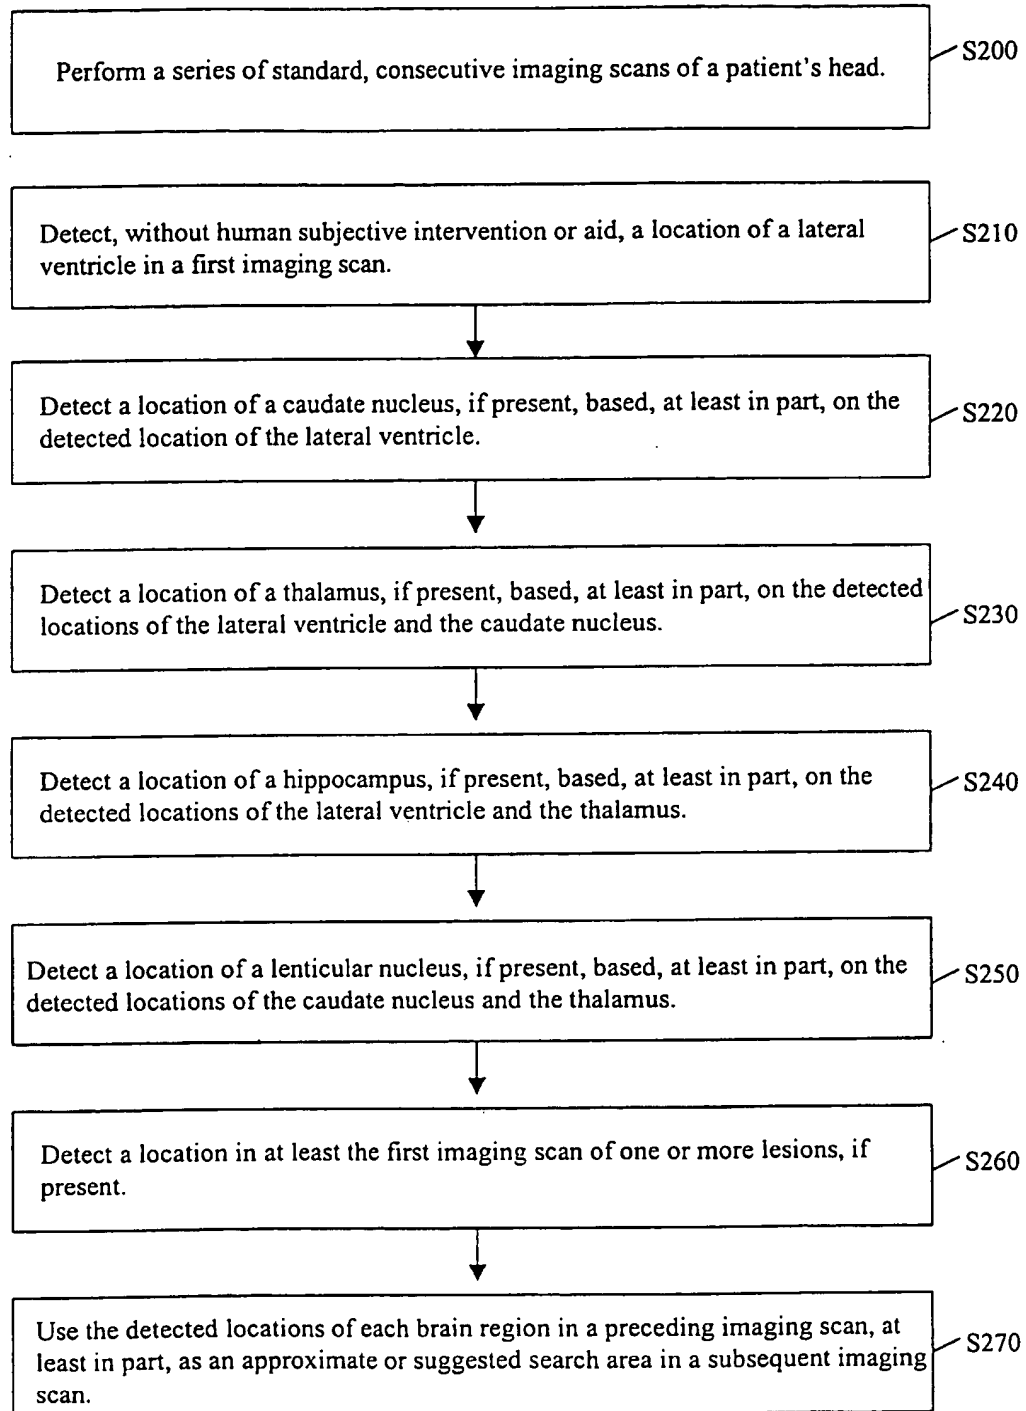 Perform a series of standard, consecutive imaging scans of a patient's head.
S200
Detect, without human subjective intervention or aid, a location of a lateral
ventricle in a first imaging scan.
S210
Detect a location of a caudate nucleus, if present, based, at least in part, on the
detected location of the lateral ventricle.
S220
Detect a location of a thalamus, if present, based, at least in part, on the detected
locations of the lateral ventricle and the caudate nucleus.
S230
Detect a location of a hippocampus, if present, based, at least in part, on the
detected locations of the lateral ventricle and the thalamus.
S240
Detect a location of a lenticular nucleus, if present, based, at least in part, on the
detected locations of the caudate nucleus and the thalamus.
S250
Detect a location in at least the first imaging scan of one or more lesions, if
present.
S260
Use the detected locations of each brain region in a preceding imaging scan, at
least in part, as an approximate or suggested search area in a subsequent imaging
scan.
S270